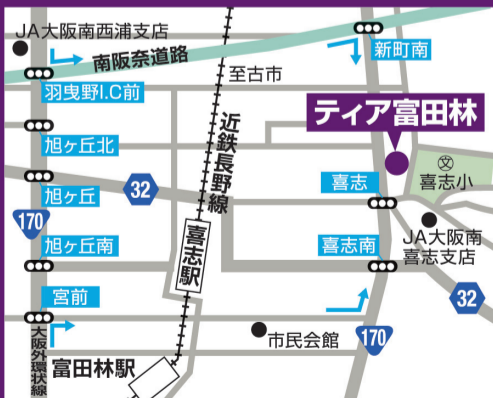 JA大阪南西浦支店
南阪奈道路
新町南
至古市
羽曳野I.C前
ティア富田林
近鉄長野線
旭ヶ丘北
文
喜志小
旭ヶ丘
32
喜志
170
JA大阪南
喜志支店
旭ヶ丘南
喜志駅
喜志南
宮前
32
市民会館
170
大阪外環状線
富田林駅